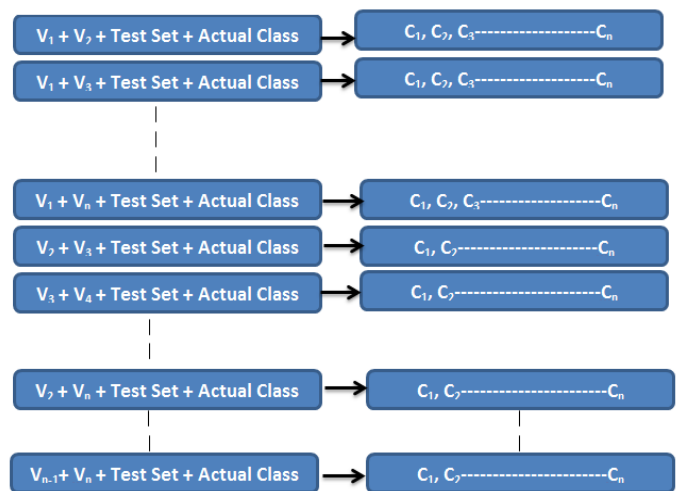 V₁ + V₂ + Test Set + Actual Class C₁, C₂, C₃--------------------Cₙ
V₁ + V₃ + Test Set + Actual Class C₁, C₂, C₃--------------------Cₙ
V₁ + Vₙ + Test Set + Actual Class C₁, C₂, C₃--------------------Cₙ
V₂ + V₃ + Test Set + Actual Class C₁, C₂-----------------------Cₙ
V₃ + V₄ + Test Set + Actual Class C₁, C₂-----------------------Cₙ
V₂ + Vₙ + Test Set + Actual Class C₁, C₂------------------------Cₙ
Vₙ₋₁+ Vₙ + Test Set + Actual Class C₁, C₂------------------------Cₙ